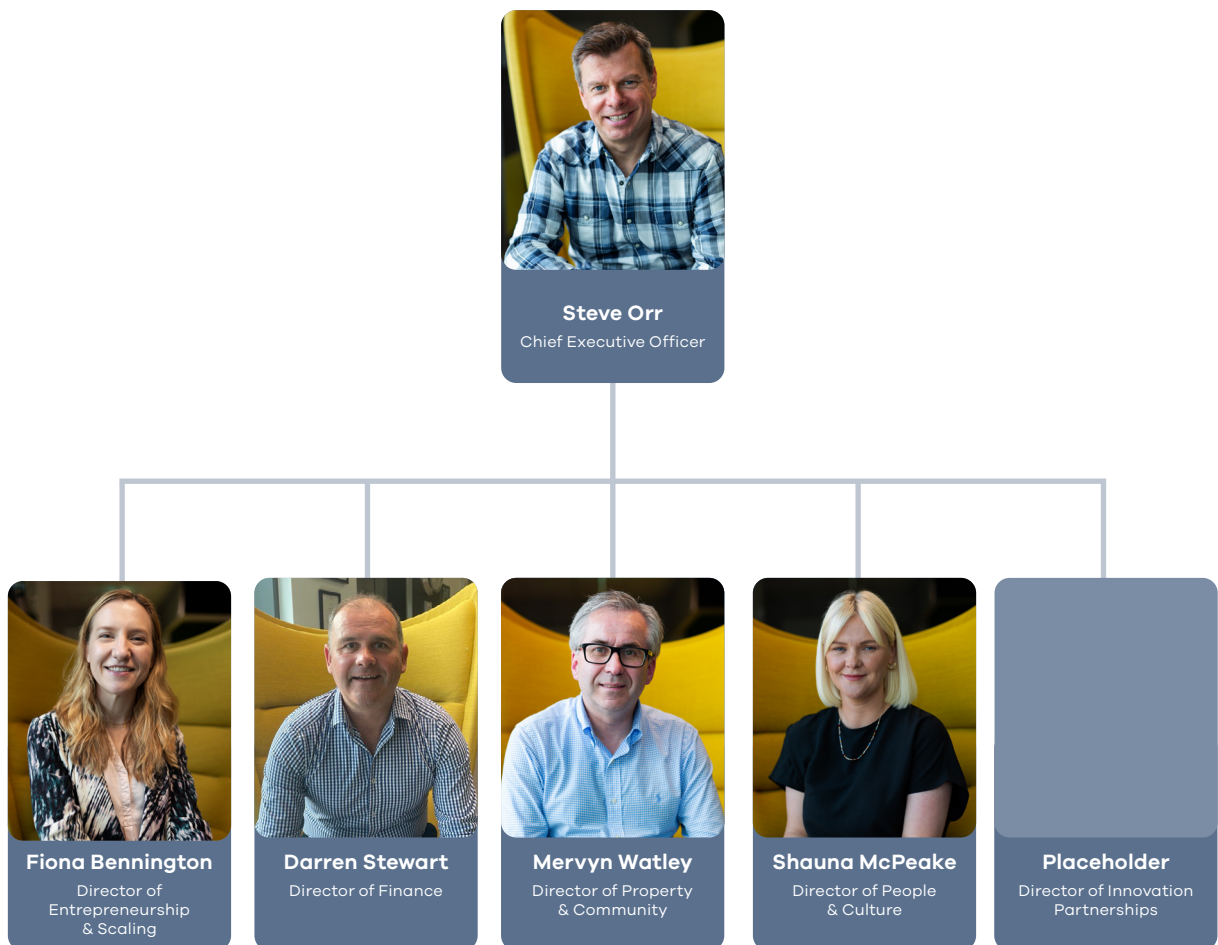 Steve Orr
Chief Executive Officer
Fiona Bennington
Director of
Entrepreneurship
& Scaling
Darren Stewart
Director of Finance
Mervyn Watley
Director of Property
& Community
Shauna McPeake
Director of People
& Culture
Placeholder
Director of Innovation
Partnerships